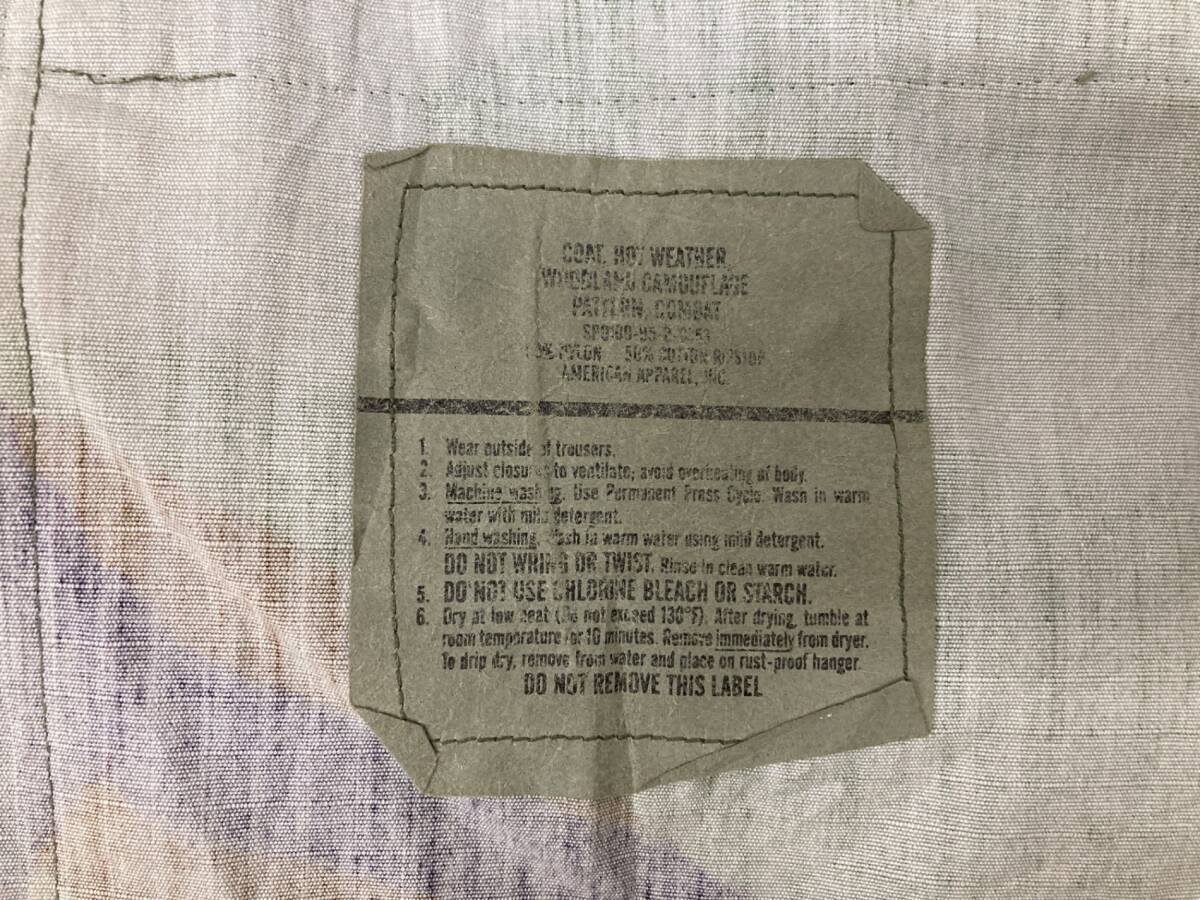 COAT, HOT WEATHER
WOODLAND CAMOUFLAGE
PATTERN, COMBAT
NYLON 50% COTTON RIPSTOP
AMERICAN APPAREL, INC.
1. Wear outside of trousers.
2. Adjust closures to ventilate; avoid overheating of body.
3. Machine washing. Use Permanent Press Cycle. Wash in warm
water with mild detergent.
4. Hand washing. Wash in warm water using mild detergent.
DO NOT WRING OR TWIST. Rinse in clean warm water.
5. DO NOT USE CHLORINE BLEACH OR STARCH.
6. Dry at low heat (Do not exceed 130°F). After drying, tumble at
room temperature for 10 minutes. Remove immediately from dryer.
To drip dry, remove from water and place on rust-proof hanger.
DO NOT REMOVE THIS LABEL